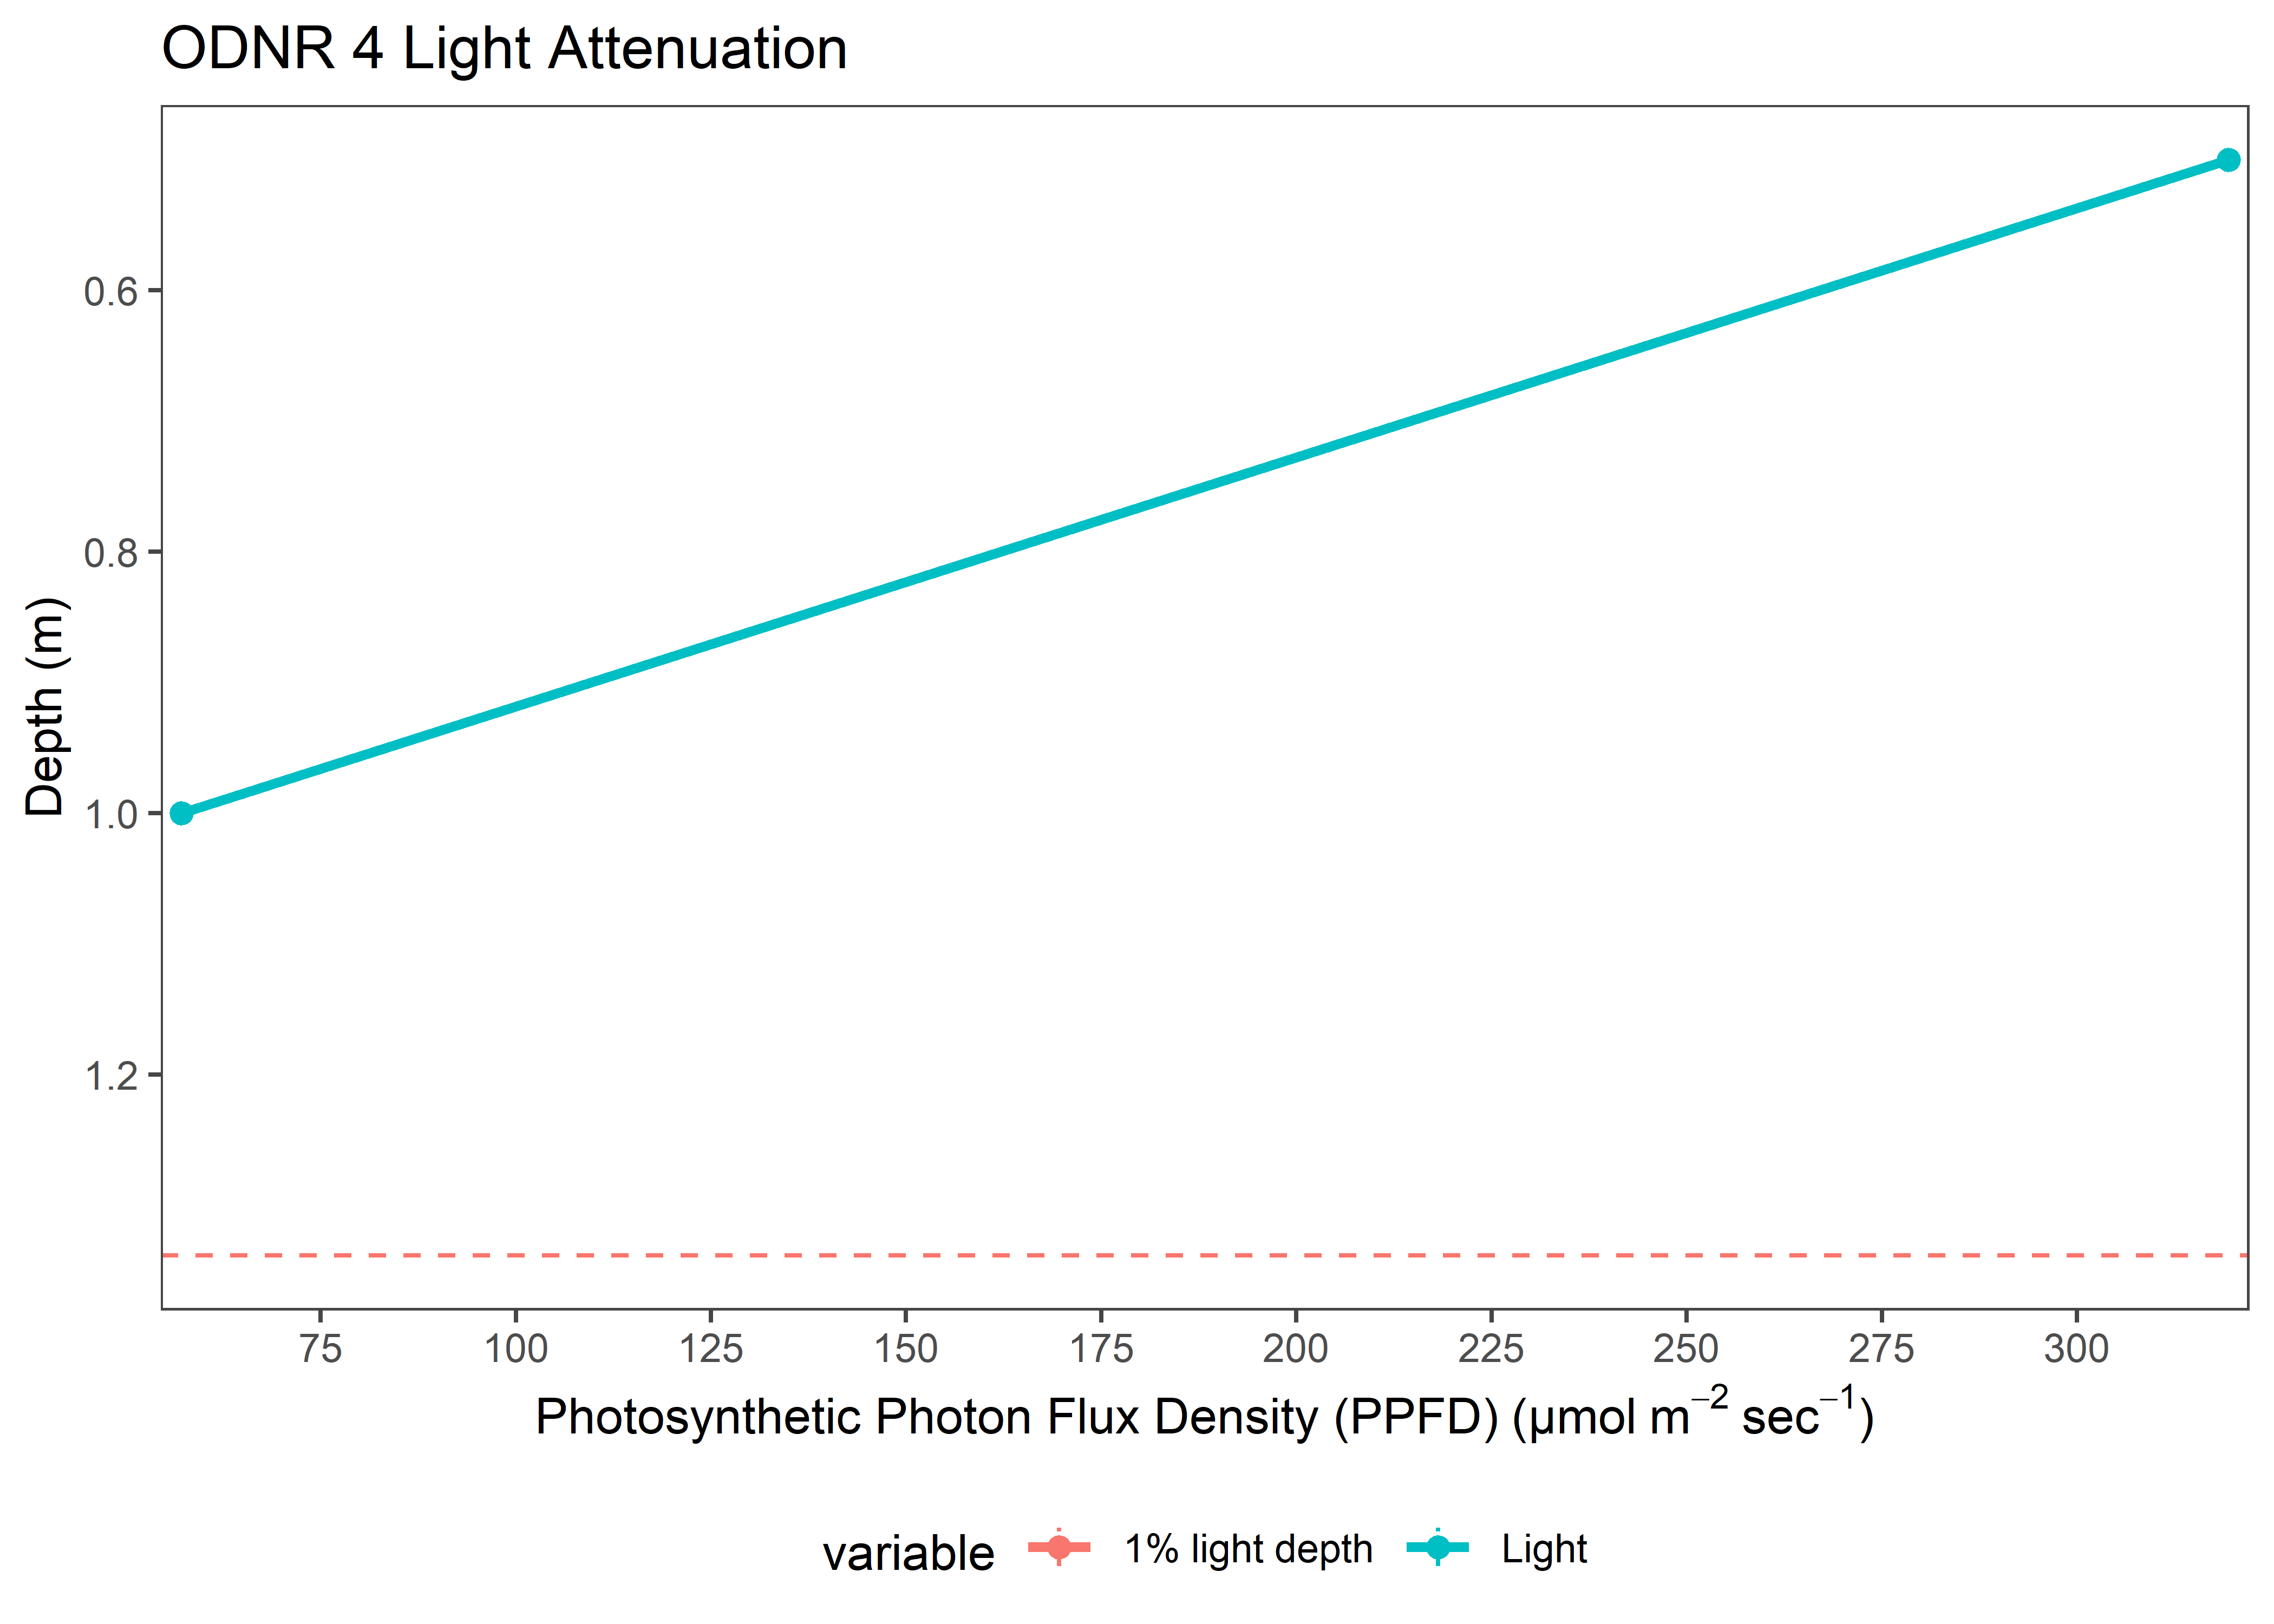 ODNR 4 Light Attenuation
Depth (m)
0.6
0.8
1.0
1.2
75 100 125 150 175 200 225 250 275 300
Photosynthetic Photon Flux Density (PPFD) (µmol m⁻² sec⁻¹)
variable 1% light depth Light